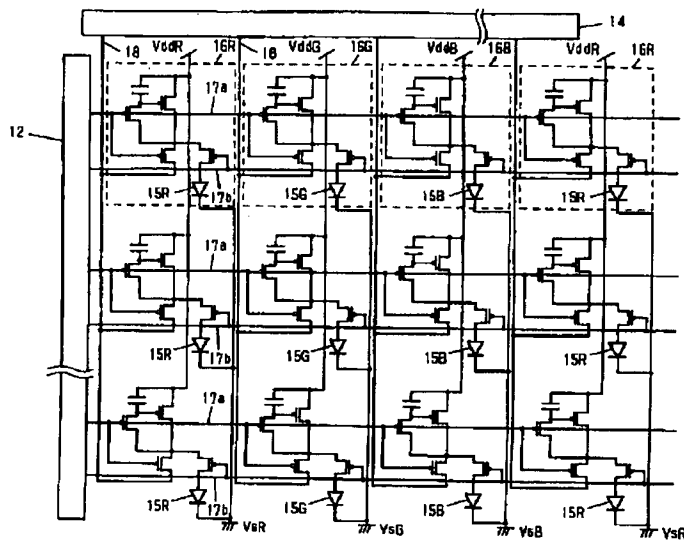 14
18 VddR 16R 18 VddG 16G VddB 16B VddR 16R
17a
12
15R 17b 15G 15B 15R
17a
15R 17b 15G 15B 15R
17a
15R 17b 15G 15B 15R
VsR VsG VsB VsR